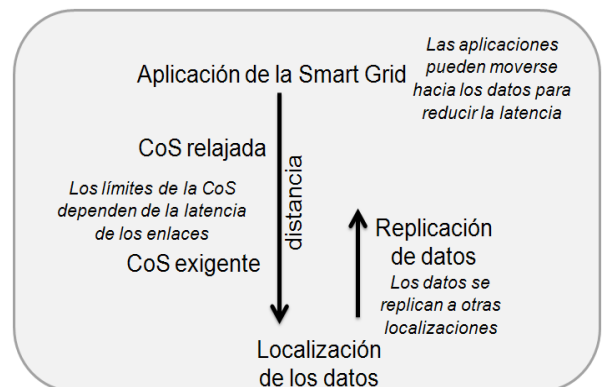 Aplicación de la Smart Grid
Las aplicaciones
pueden moverse
hacia los datos para
reducir la latencia
CoS relajada
Los límites de la CoS
dependen de la latencia
de los enlaces
CoS exigente
distancia
Replicación
de datos
Los datos se
replican a otras
localizaciones
Localización
de los datos